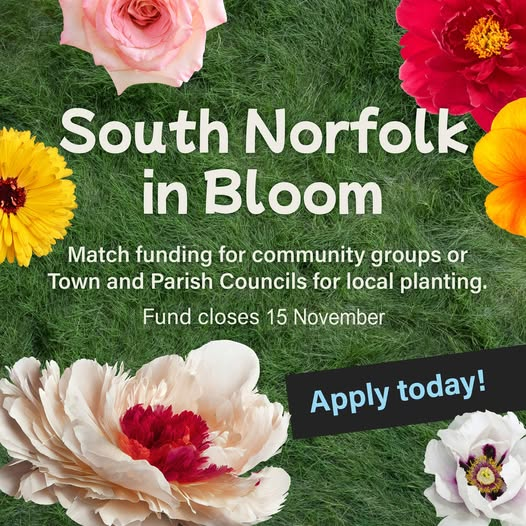 South Norfolk
in Bloom
Match funding for community groups or
Town and Parish Councils for local planting.
Fund closes 15 November
Apply today!